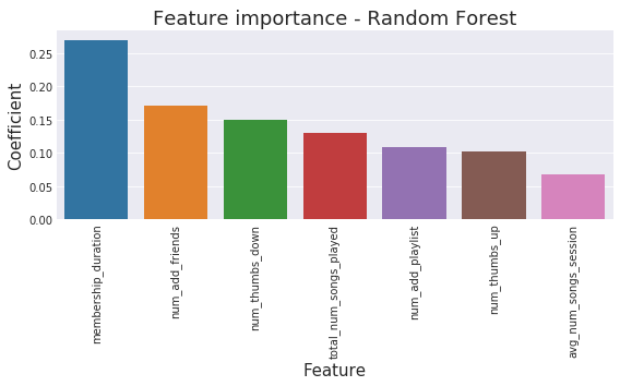 Feature importance - Random Forest
Coefficient
0.25
0.20
0.15
0.10
0.05
0.00
membership_duration
num_add_friends
num_thumbs_down
total_num_songs_played
num_add_playlist
num_thumbs_up
avg_num_songs_session
Feature